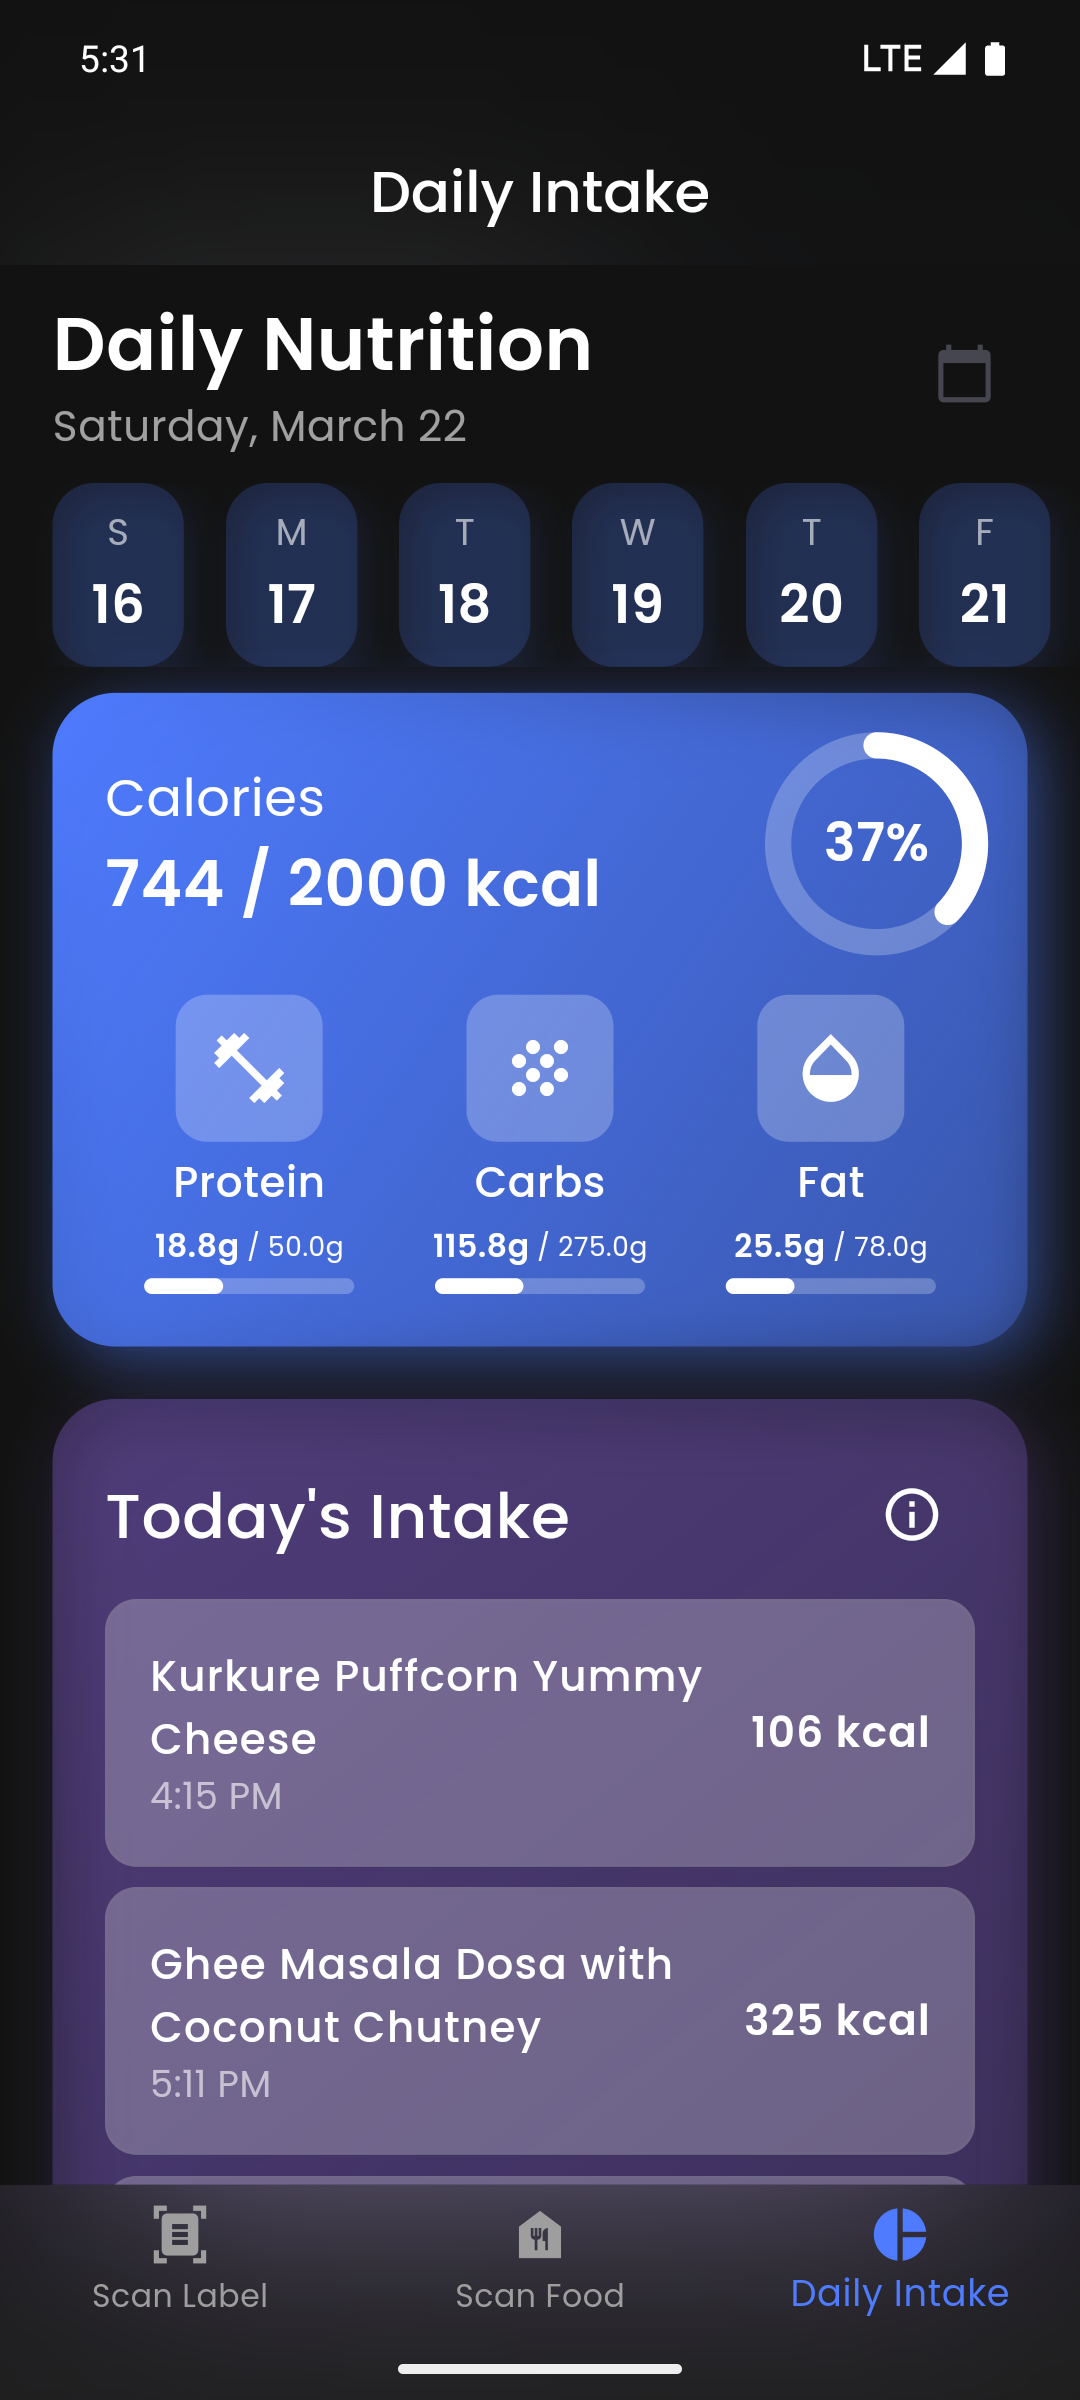 5:31 LTE
Daily Intake
Daily Nutrition
Saturday, March 22
S M T W T F
16 17 18 19 20 21
Calories
744 / 2000 kcal
37%
Protein Carbs Fat
18.8g / 50.0g 115.8g / 275.0g 25.5g / 78.0g
Today's Intake
Kurkure Puffcorn Yummy
Cheese
106 kcal
4:15 PM
Ghee Masala Dosa with
Coconut Chutney
325 kcal
5:11 PM
Scan Label Scan Food Daily Intake